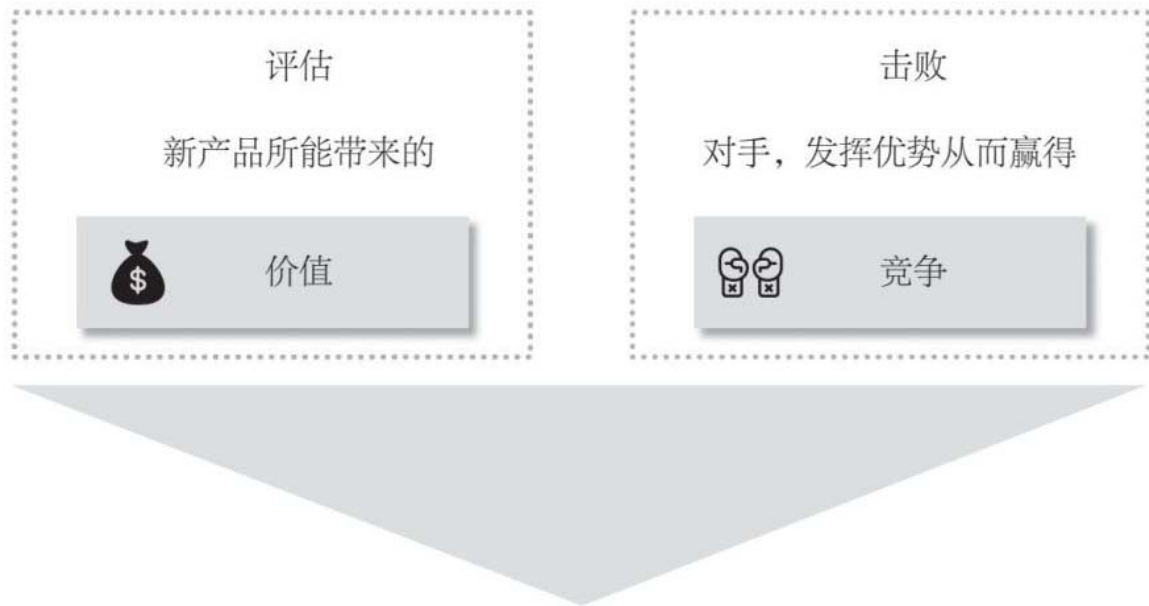 评估
新产品所能带来的
$ 价值
击败
对手，发挥优势从而赢得
竞争